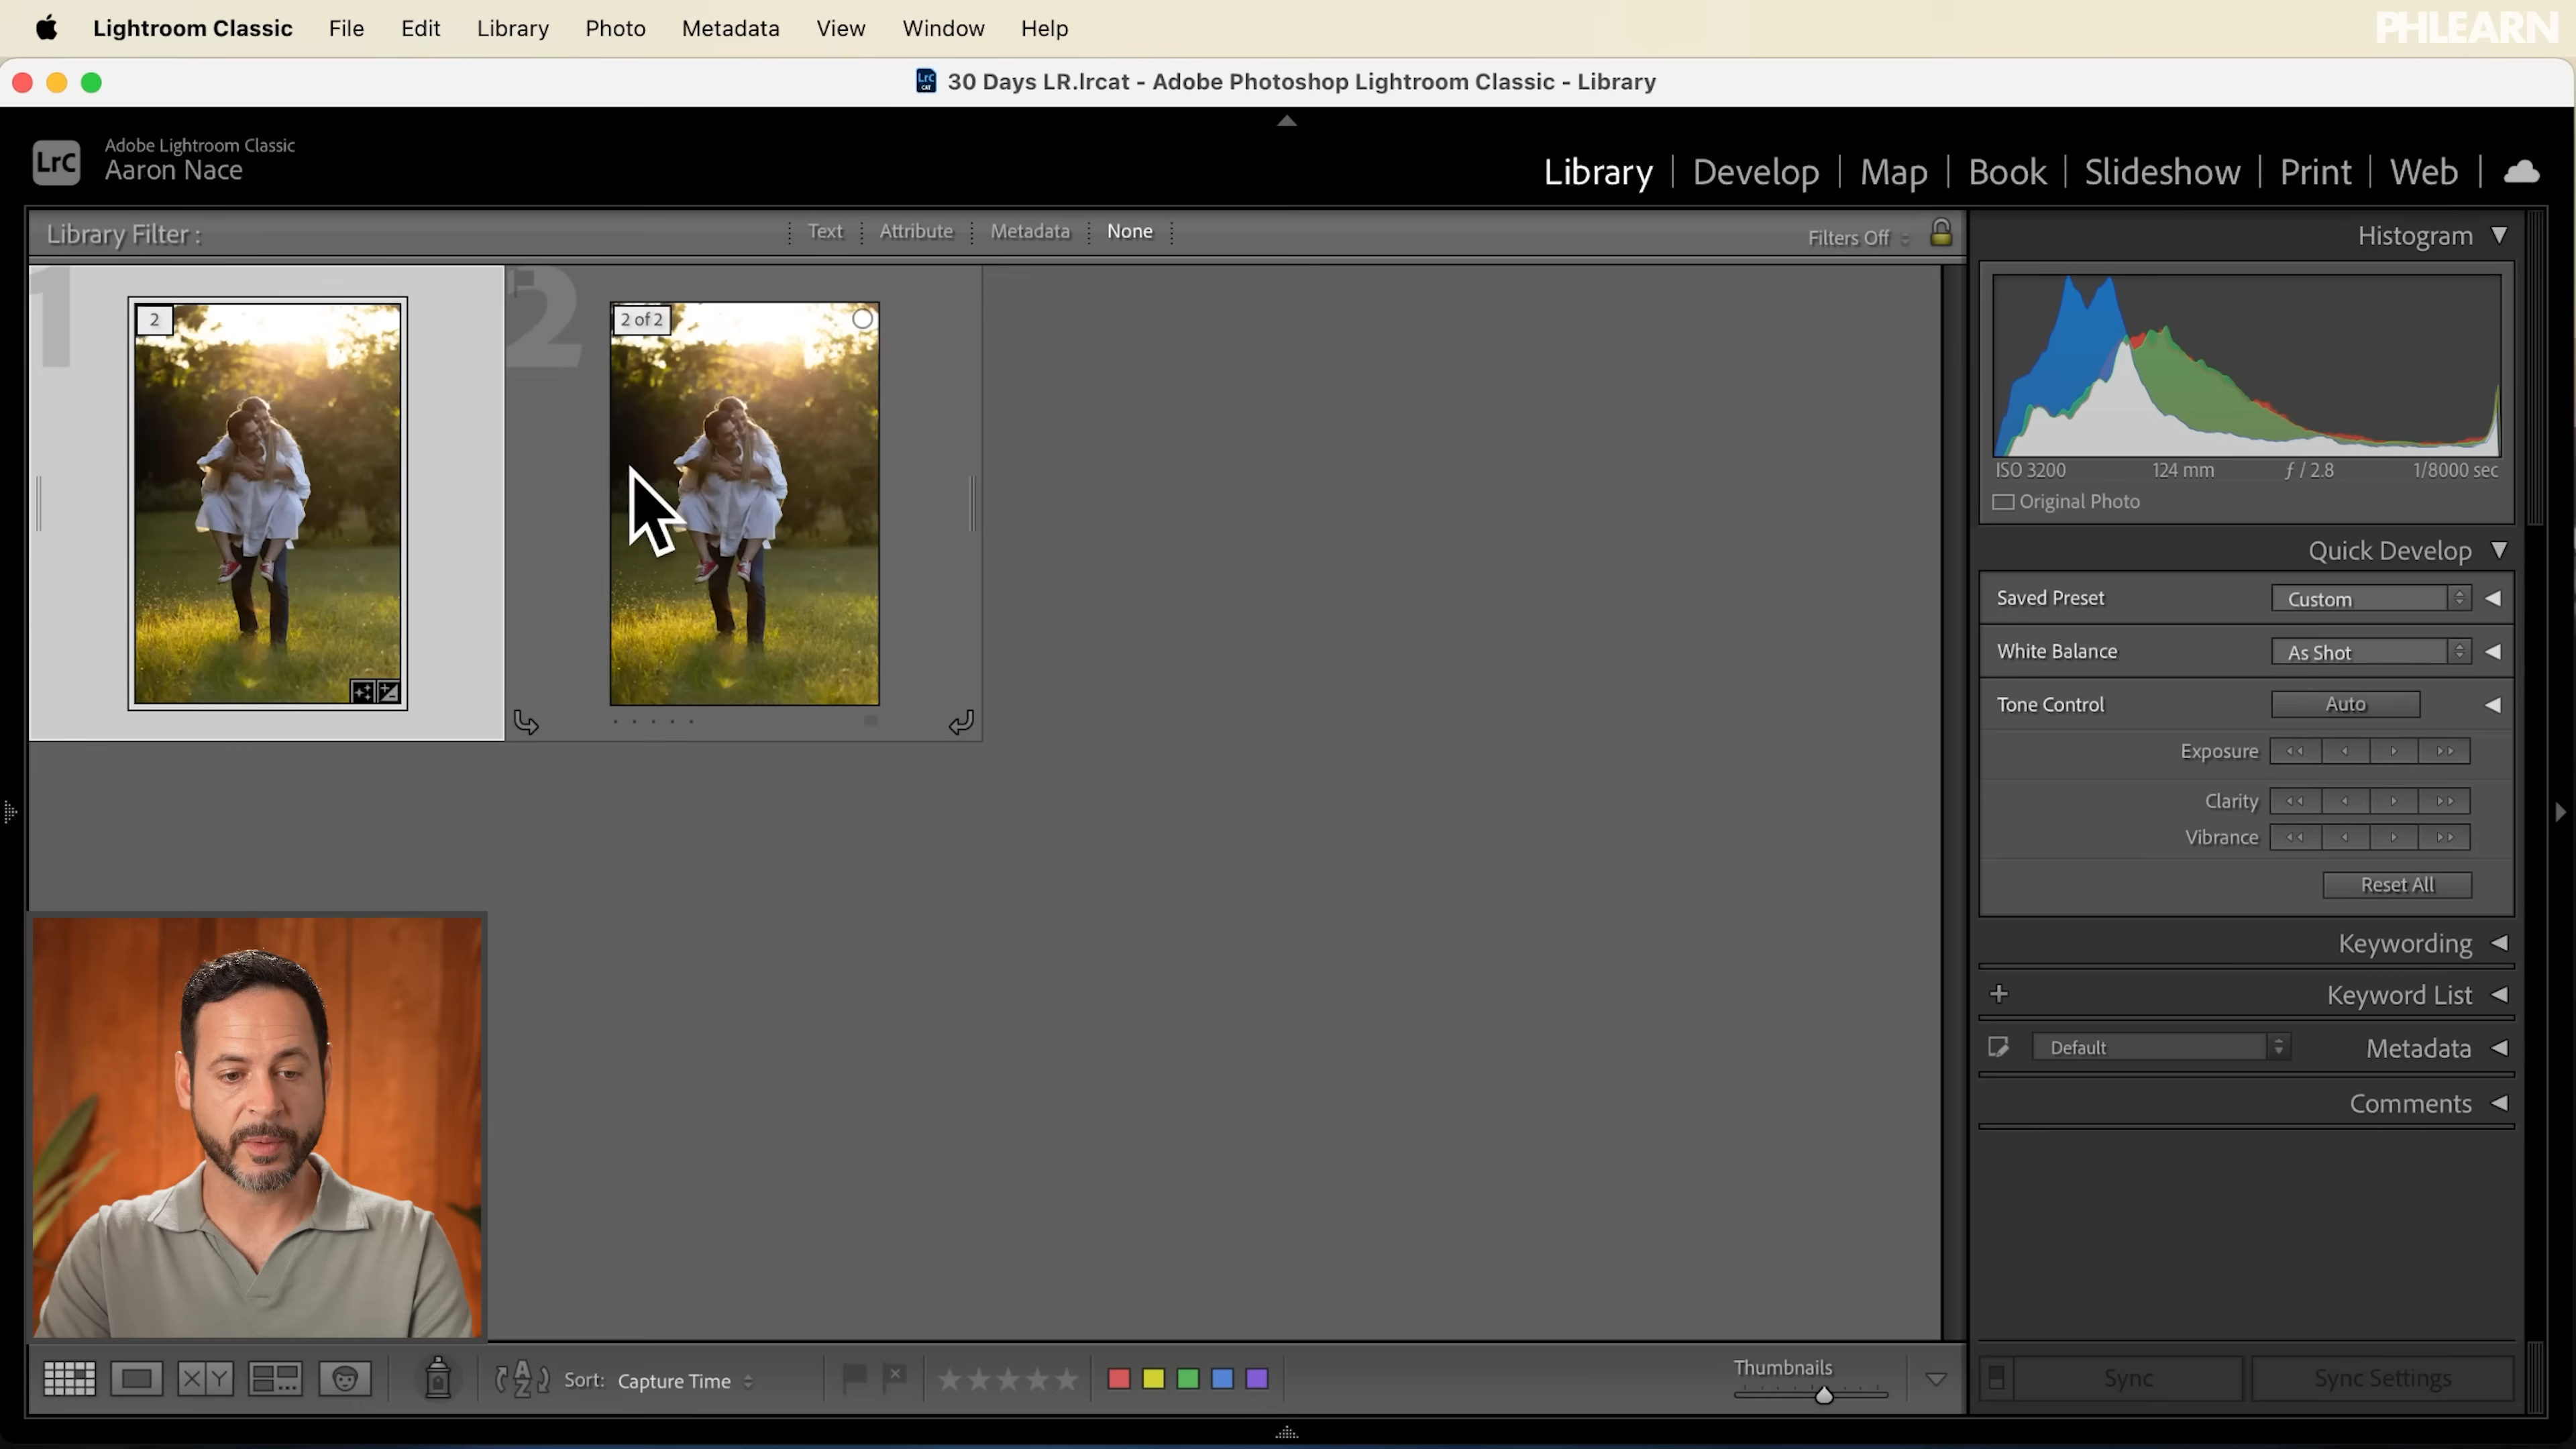 Lightroom Classic File Edit Library Photo Metadata View Window Help
PHLEARN
30 Days LR.lrcat - Adobe Photoshop Lightroom Classic - Library
LrC
Adobe Lightroom Classic
Aaron Nace
Library | Develop | Map | Book | Slideshow | Print | Web
Library Filter :
Text Attribute Metadata None
Filters Off
Histogram
1
2
2
2 of 2
ISO 3200 124 mm ƒ / 2.8 1/8000 sec
Original Photo
Quick Develop
Saved Preset Custom
White Balance As Shot
Tone Control Auto
Exposure
Clarity
Vibrance
Reset All
Keywording
Keyword List
Default Metadata
Comments
X Y
Sort: Capture Time
Thumbnails
Sync Sync Settings